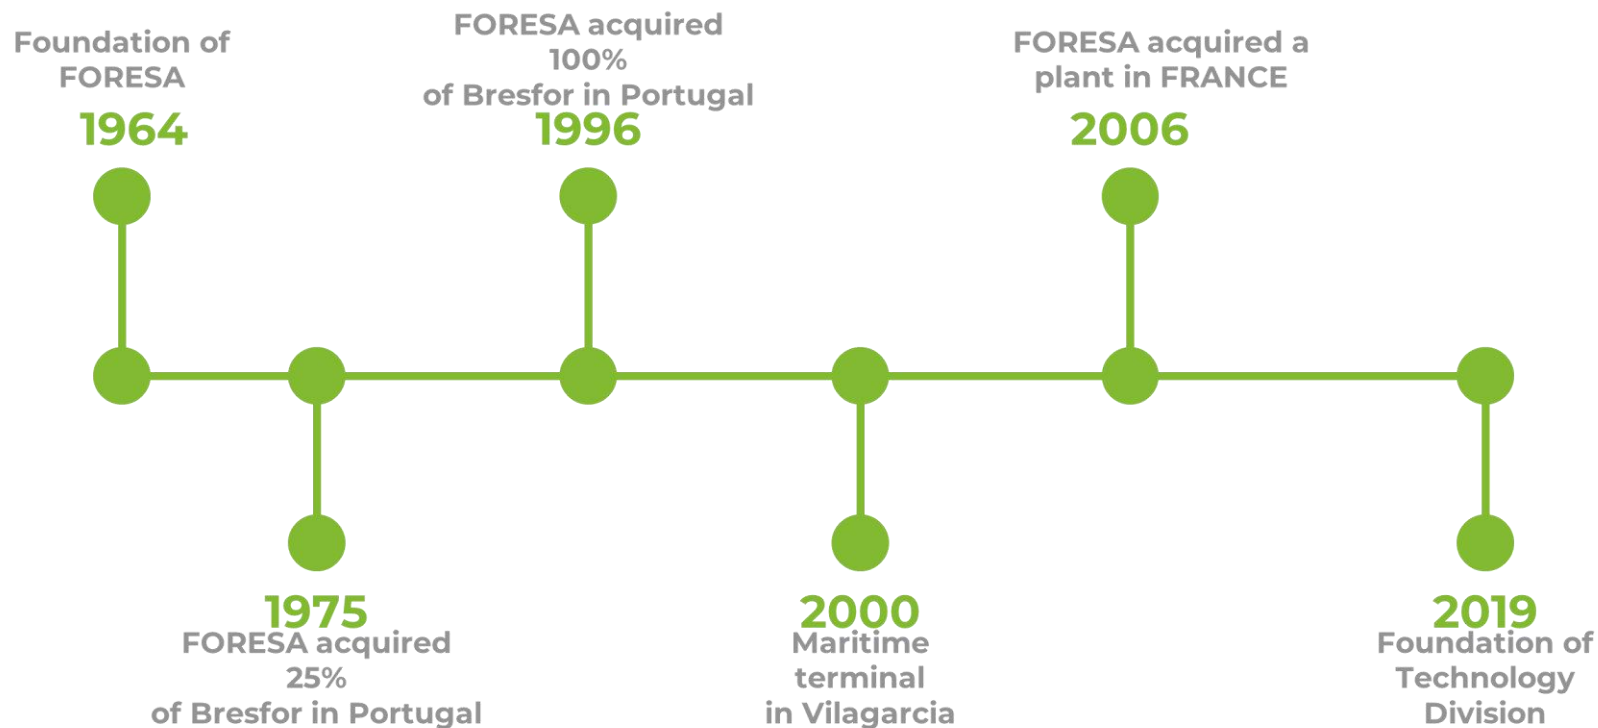 Foundation of
FORESA
1964
FORESA acquired
100%
of Bresfor in Portugal
1996
FORESA acquired a
plant in FRANCE
2006
1975
FORESA acquired
25%
of Bresfor in Portugal
2000
Maritime
terminal
in Vilagarcia
2019
Foundation of
Technology
Division